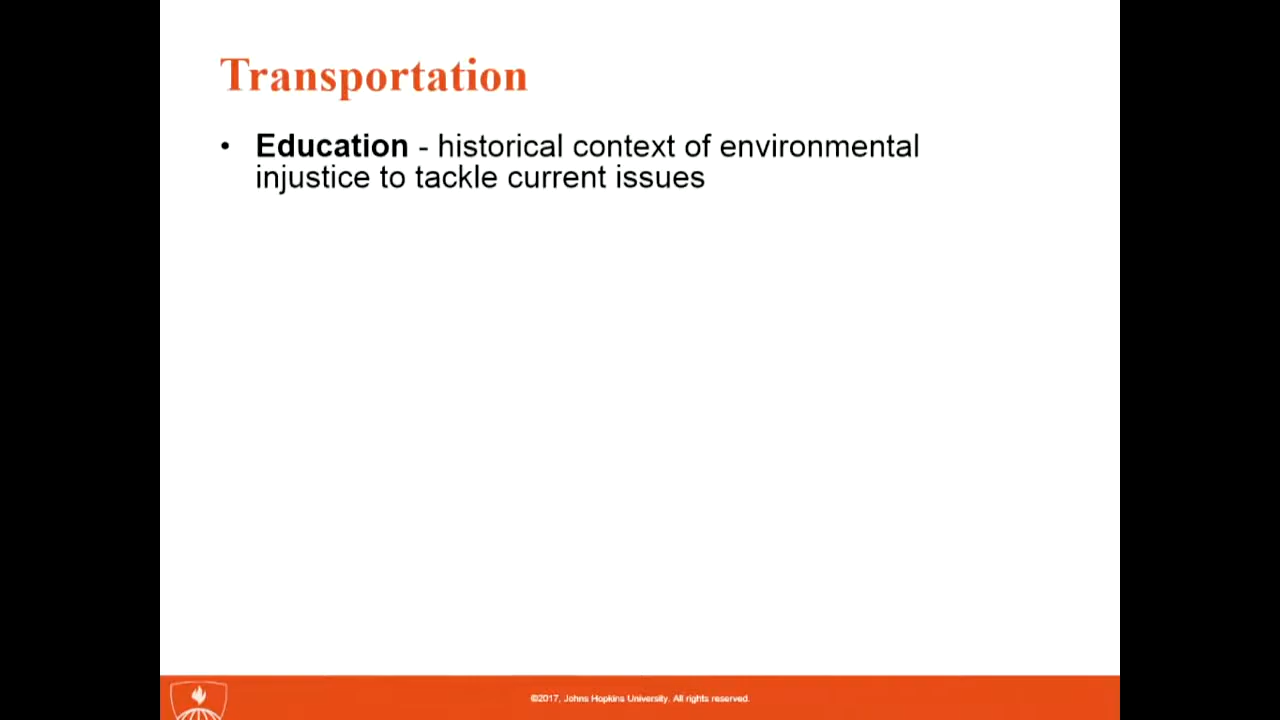 Transportation
• Education - historical context of environmental
injustice to tackle current issues
©2017, Johns Hopkins University. All rights reserved.